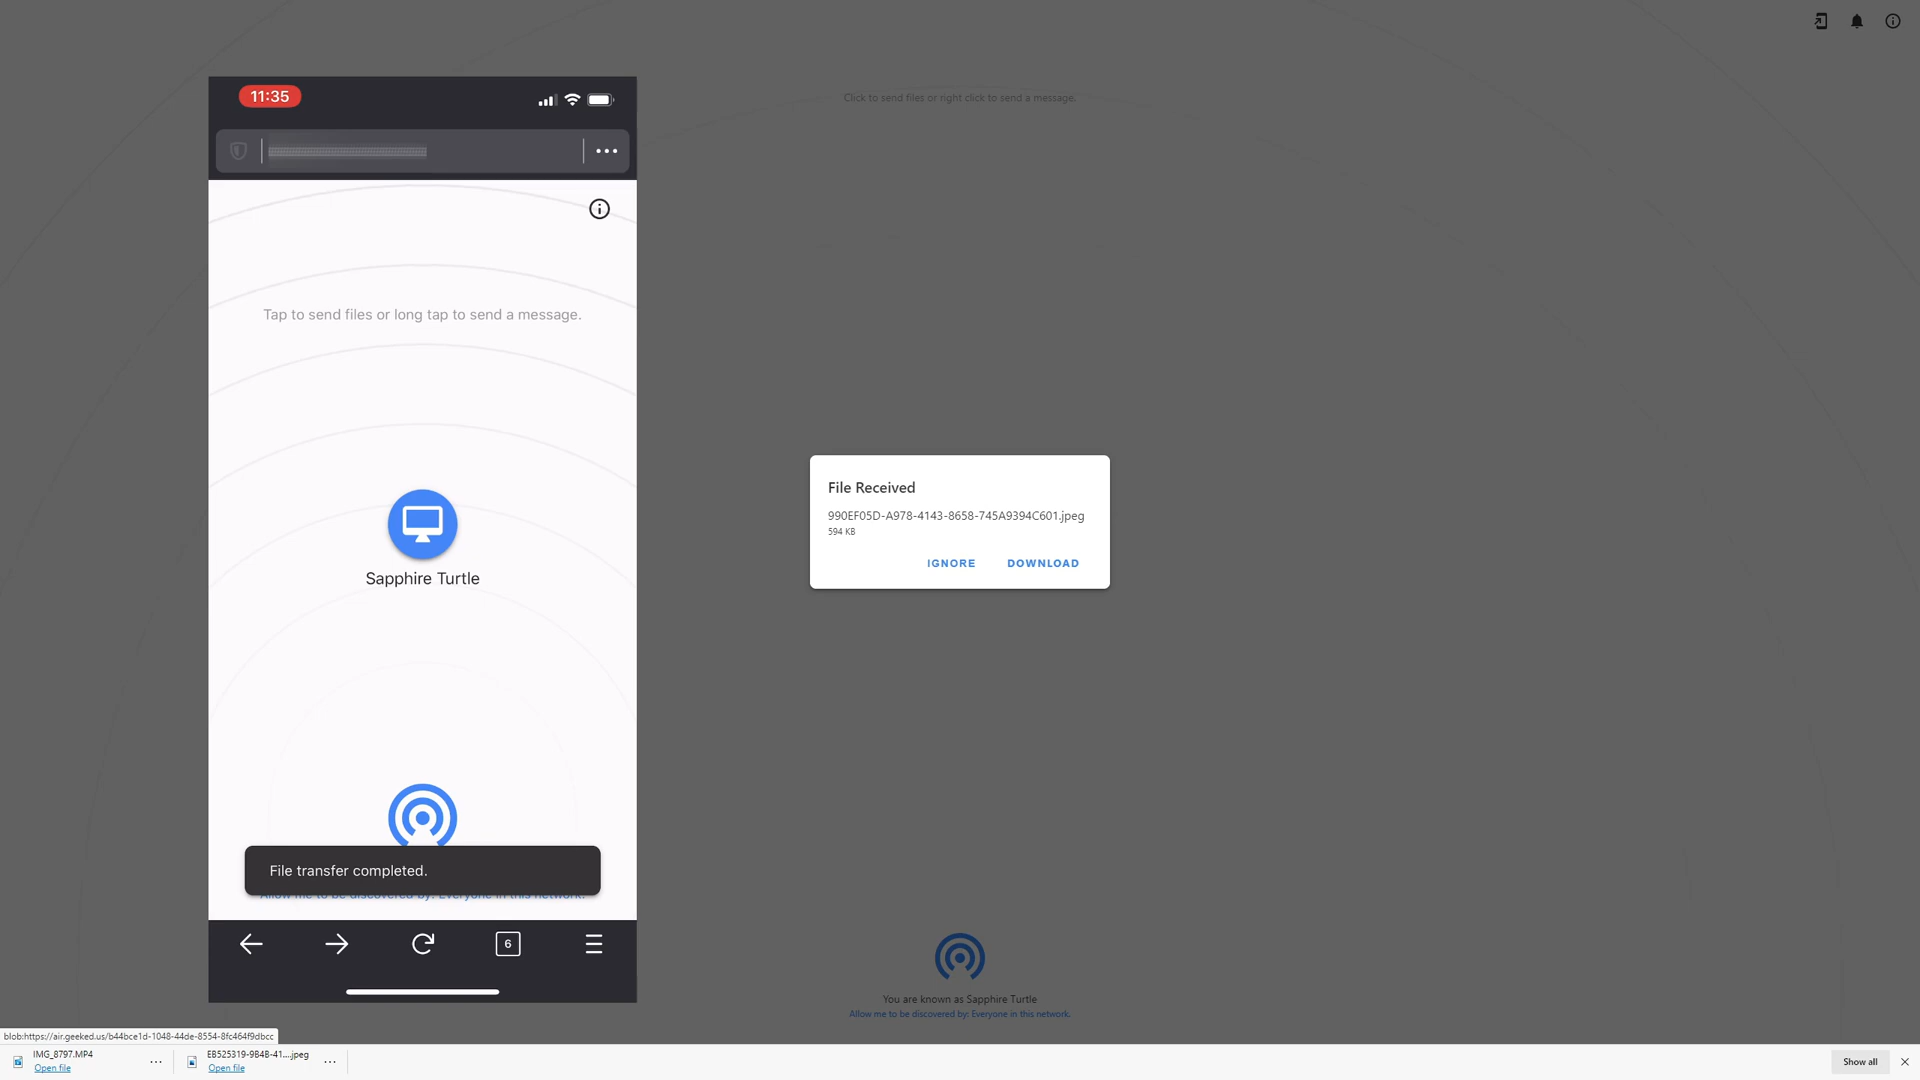 Click to send files or right click to send a message.
11:35
Tap to send files or long tap to send a message.
Sapphire Turtle
File transfer completed.
6
File Received
990EF05D-A978-4143-8658-745A9394C601.jpeg
594 KB
IGNORE
DOWNLOAD
You are known as Sapphire Turtle
Allow me to be discovered by: Everyone in this network.
blob:https://air.geeked.us/b44bce1d-1048-44de-8554-8fc464f9dbcc
IMG_8797.MP4
Open file
EB525319-9B4B-41....jpeg
Open file
Show all